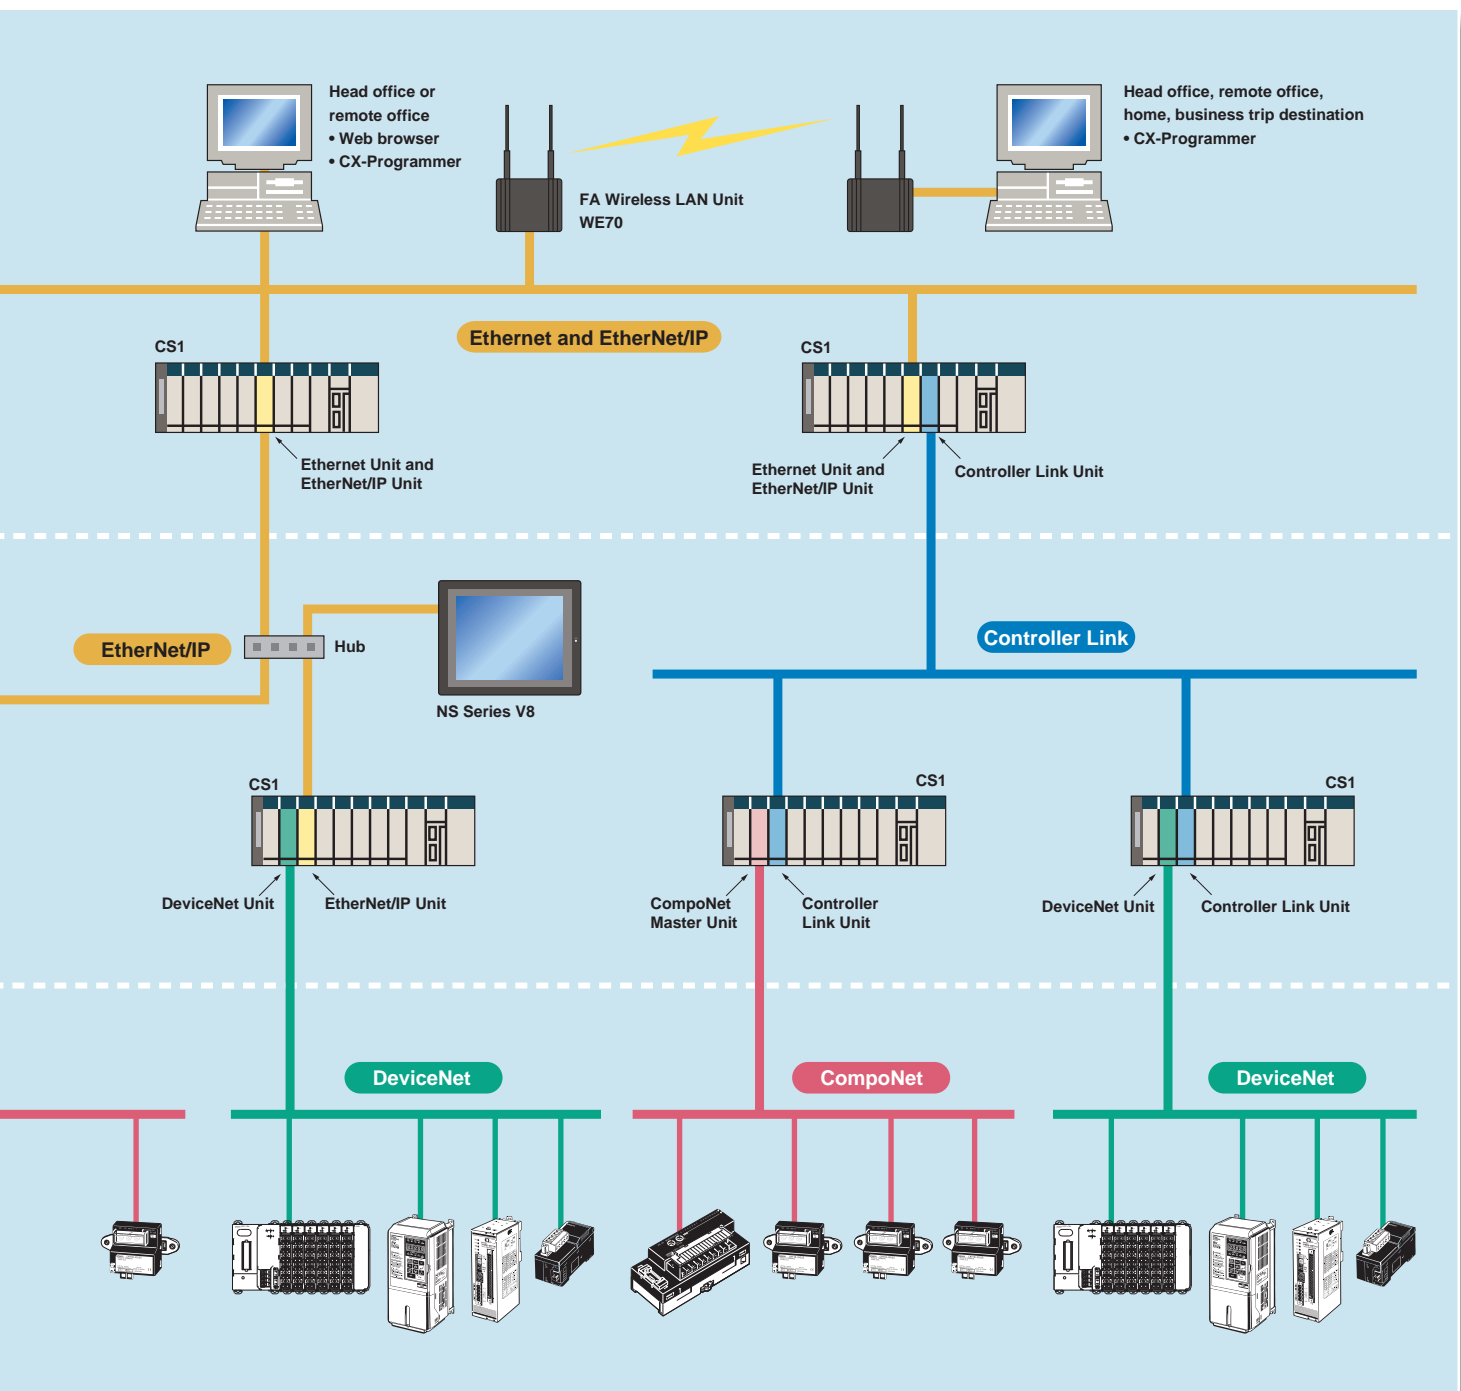 Head office or
remote office
• Web browser
• CX-Programmer
FA Wireless LAN Unit
WE70
Head office, remote office,
home, business trip destination
• CX-Programmer
Ethernet and EtherNet/IP
CS1
CS1
Ethernet Unit and
EtherNet/IP Unit
Ethernet Unit and
EtherNet/IP Unit
Controller Link Unit
EtherNet/IP
Hub
NS Series V8
Controller Link
CS1
CS1
CS1
DeviceNet Unit
EtherNet/IP Unit
CompoNet
Master Unit
Controller
Link Unit
DeviceNet Unit
Controller Link Unit
DeviceNet
CompoNet
DeviceNet